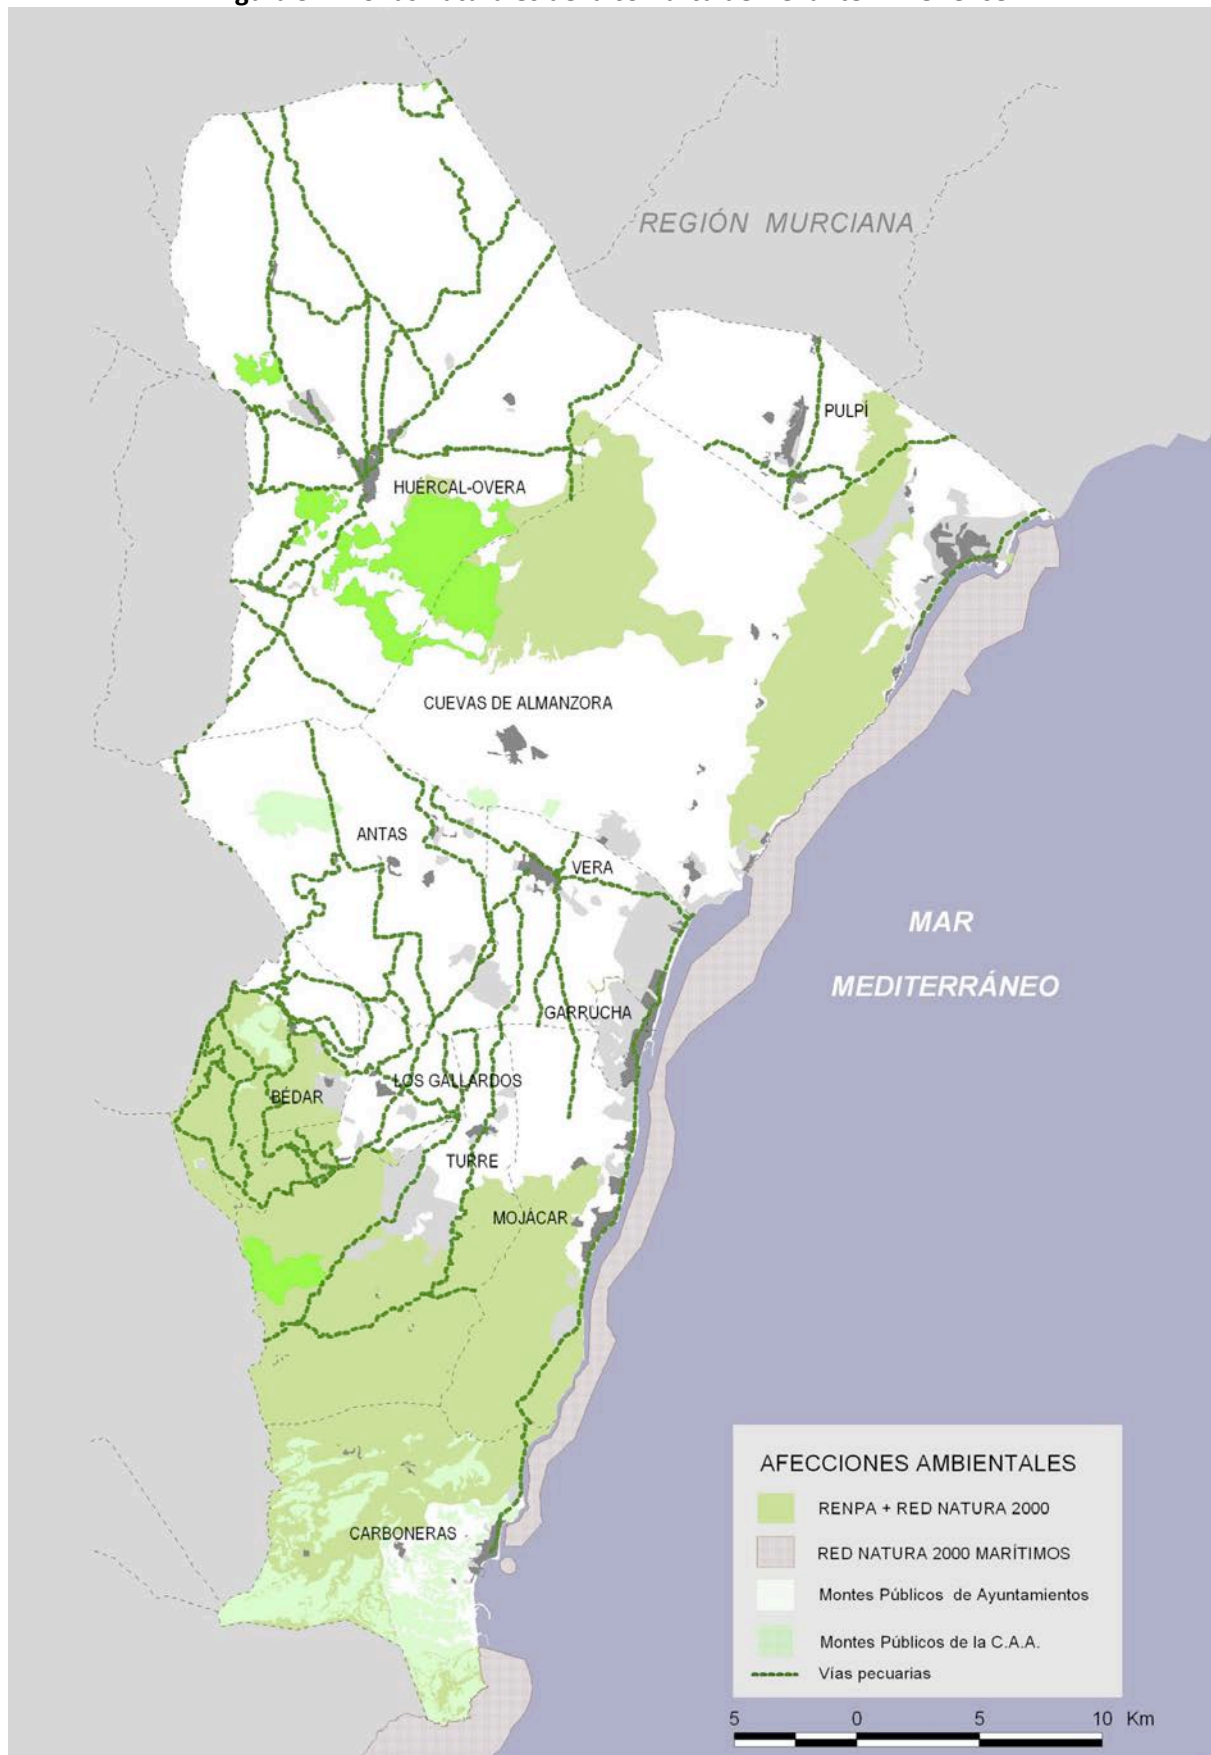 REGIÓN MURCIANA
PULPÍ
HUÉRCAL-OVERA
CUEVAS DE ALMANZORA
ANTAS
VERA
MAR
MEDITERRÁNEO
GARRUCHA
LOS GALLARDOS
BÉDAR
TURRE
MOJÁCAR
CARBONERAS
AFECCIONES AMBIENTALES
RENPA + RED NATURA 2000
RED NATURA 2000 MARÍTIMOS
Montes Públicos de Ayuntamientos
Montes Públicos de la C.A.A.
Vías pecuarias
5 0 5 10 Km